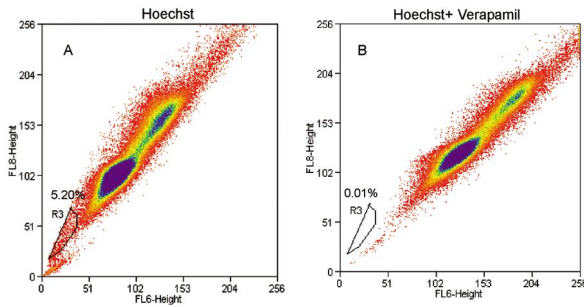 Hoechst
Hoechst+ Verapamil
256
204
153
102
51
0
FL8-Height
A
5.20%
R3
0
51
102
153
204
256
FL6-Height
256
204
153
102
51
0
FL8-Height
B
0.01%
R3
0
51
102
153
204
256
FL6-Height